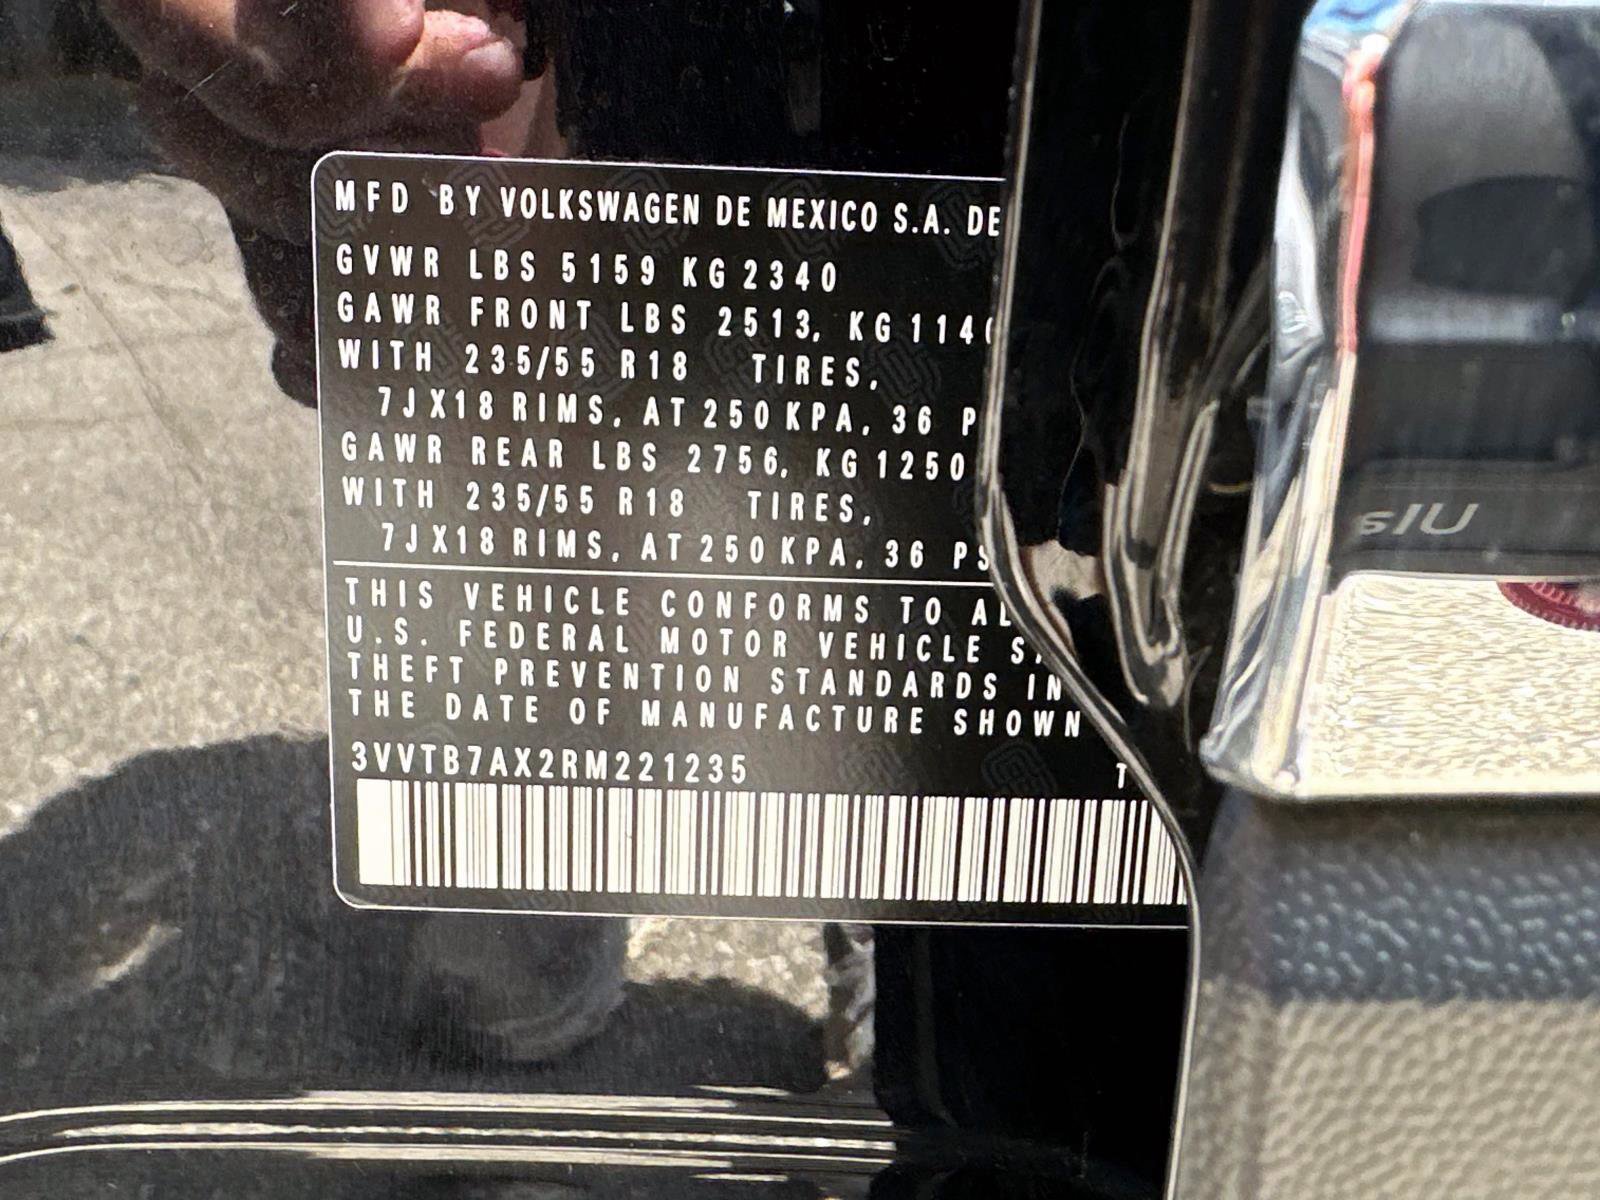 MFD BY VOLKSWAGEN DE MEXICO S.A. DE
GVWR LBS 5159 KG 2340
GAWR FRONT LBS 2513, KG 114
WITH 235/55 R18 TIRES,
7JX18 RIMS, AT 250 KPA, 36 P
GAWR REAR LBS 2756, KG 1250
WITH 235/55 R18 TIRES,
7JX18 RIMS, AT 250 KPA, 36 PS
THIS VEHICLE CONFORMS TO AL
U.S. FEDERAL MOTOR VEHICLE S
THEFT PREVENTION STANDARDS IN
THE DATE OF MANUFACTURE SHOWN
3VVTB7AX2RM221235 T